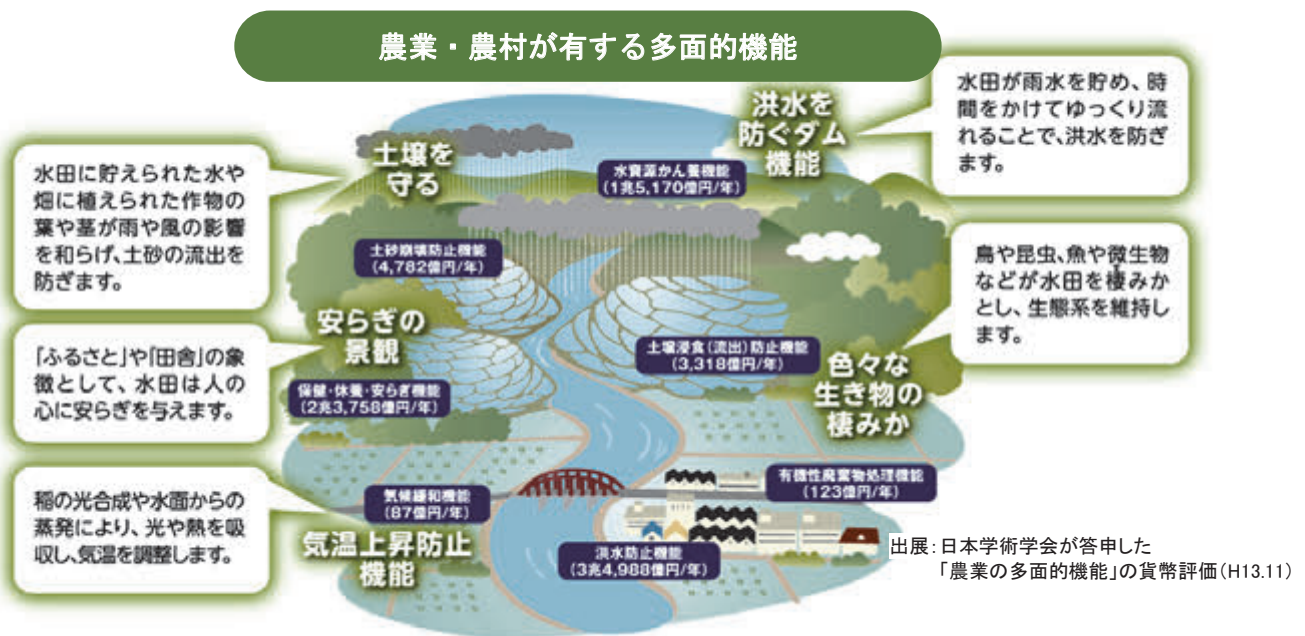 農業・農村が有する多面的機能
水田が雨水を貯め、時
間をかけてゆっくり流
れることで、洪水を防ぎ
ます。
洪水を
防ぐダム
機能
土壌を
守る
水資源かん養機能
(1兆5,170億円/年)
水田に貯えられた水や
畑に植えられた作物の
葉や茎が雨や風の影響
を和らげ、土砂の流出を
防ぎます。
土砂崩壊防止機能
(4,782億円/年)
鳥や昆虫、魚や微生物
などが水田を棲みか
とし、生態系を維持し
ます。
安らぎの
景観
土壌浸食(流出)防止機能
(3,318億円/年)
色々な
生き物の
棲みか
「ふるさと」や「田舎」の象
徴として、水田は人の
心に安らぎを与えます。
保健・休養・安らぎ機能
(2兆3,758億円/年)
有機性廃棄物処理機能
(123億円/年)
気候緩和機能
(87億円/年)
稲の光合成や水面からの
蒸発により、光や熱を吸
収し、気温を調整します。
気温上昇防止
機能
洪水防止機能
(3兆4,988億円/年)
出展:日本学術学会が答申した
「農業の多面的機能」の貨幣評価(H13.11)